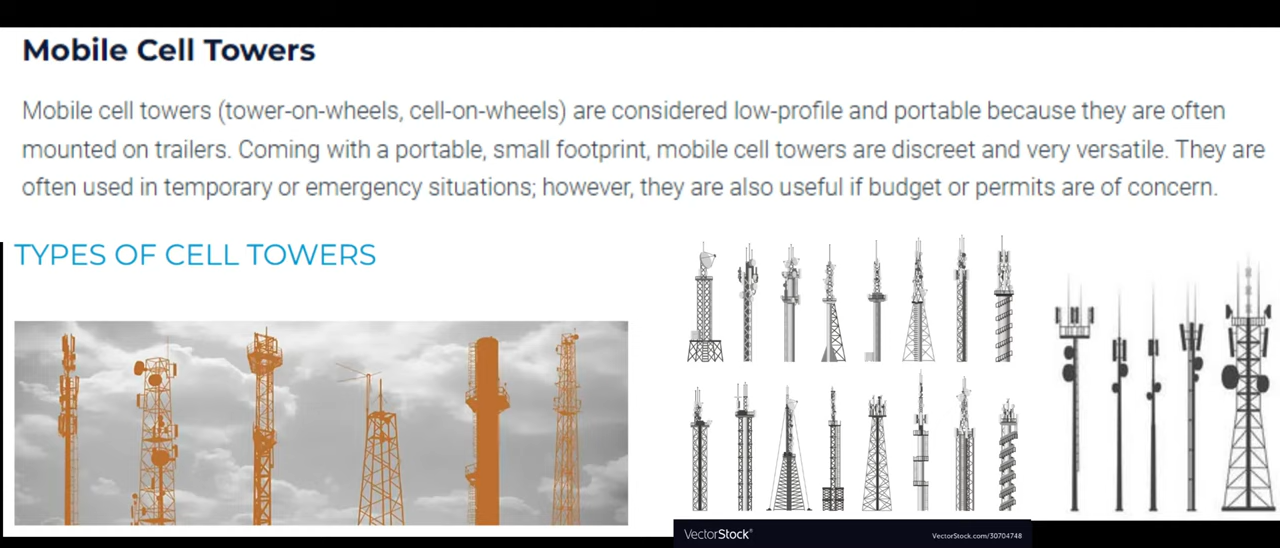 Mobile Cell Towers
Mobile cell towers (tower-on-wheels, cell-on-wheels) are considered low-profile and portable because they are often
mounted on trailers. Coming with a portable, small footprint, mobile cell towers are discreet and very versatile. They are
often used in temporary or emergency situations; however, they are also useful if budget or permits are of concern.
TYPES OF CELL TOWERS
VectorStock®
VectorStock.com/30704748